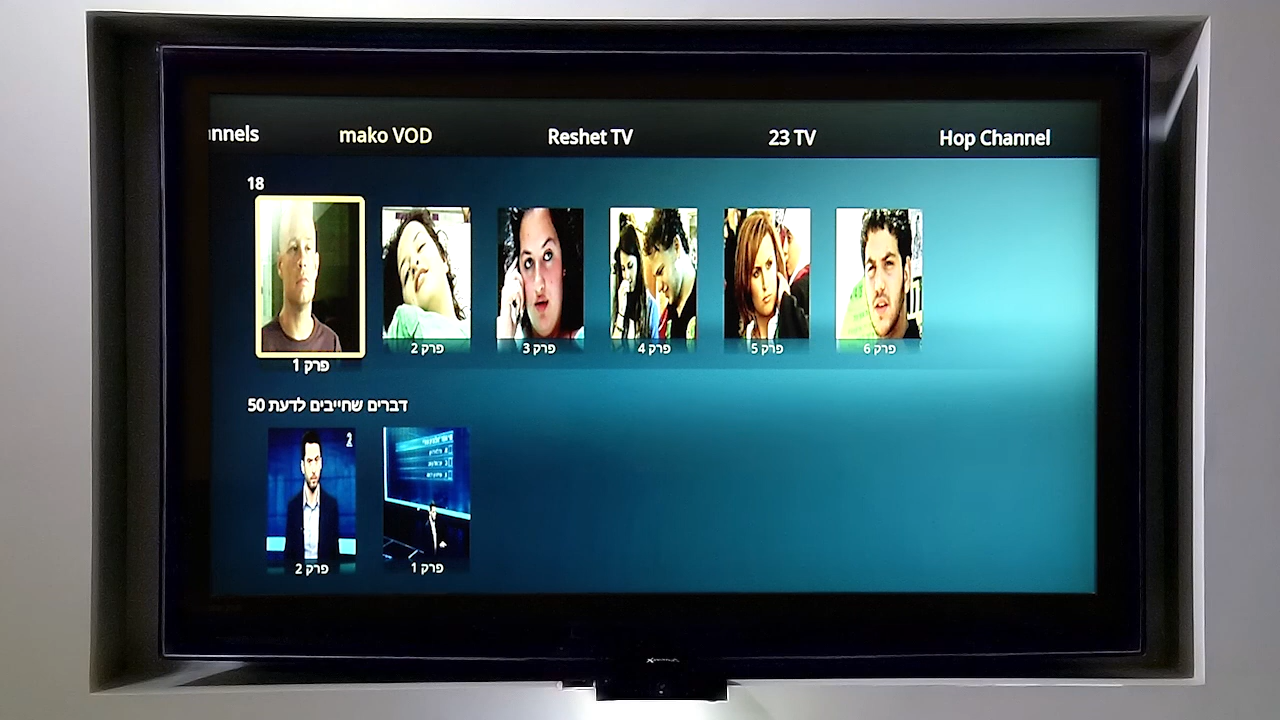 nnels mako VOD Reshet TV 23 TV Hop Channel
18
פרק 1 פרק 2 פרק 3 פרק 4 פרק 5 פרק 6
50 דברים שחייבים לדעת
פרק 2 פרק 1